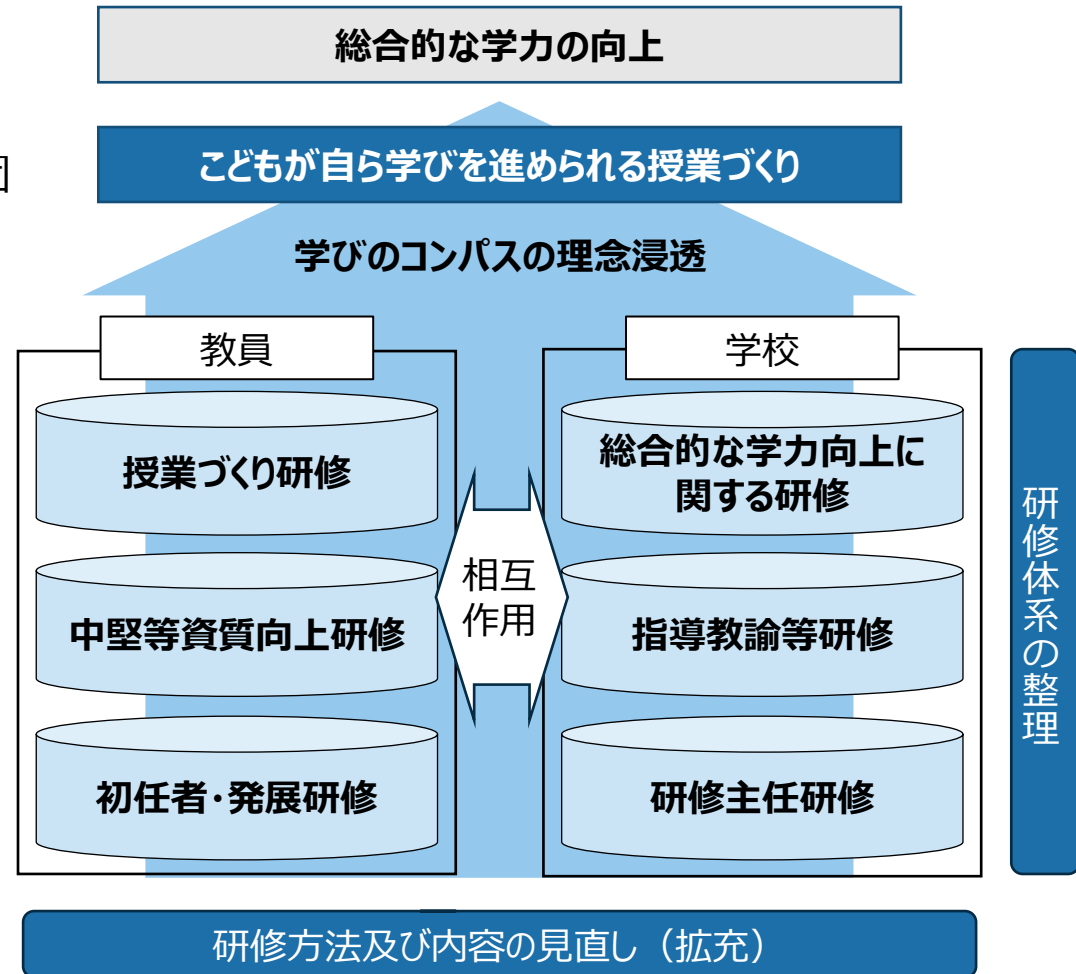 総合的な学力の向上
こどもが自ら学びを進められる授業づくり
学びのコンパスの理念浸透
教員
学校
授業づくり研修
中堅等資質向上研修
初任者・発展研修
相互
作用
総合的な学力向上に
関する研修
指導教諭等研修
研修主任研修
研修体系の整理
研修方法及び内容の見直し（拡充）